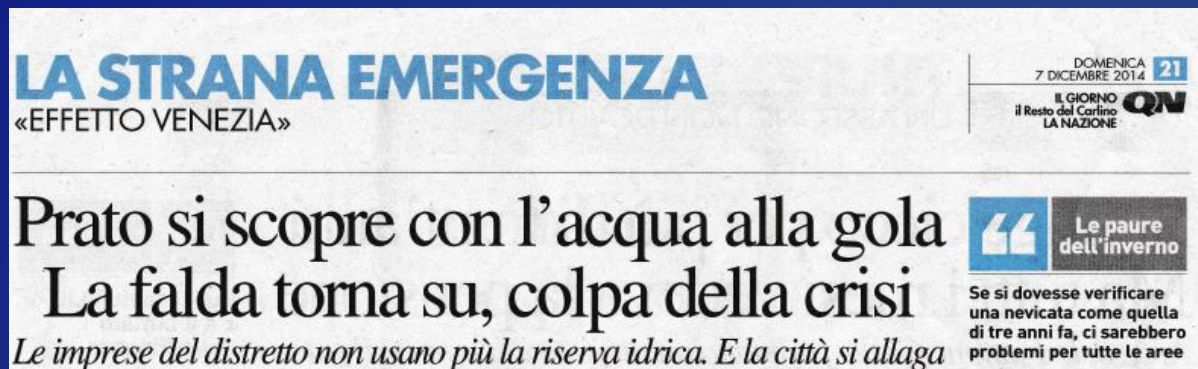 LA STRANA EMERGENZA
«EFFETTO VENEZIA»
DOMENICA 21
7 DICEMBRE 2014
IL GIORNO
il Resto del Carlino
LA NAZIONE
QN
Prato si scopre con l'acqua alla gola
La falda torna su, colpa della crisi
Le imprese del distretto non usano più la riserva idrica. E la città si allaga
Le paure
dell'inverno
Se si dovesse verificare
una nevicata come quella
di tre anni fa, ci sarebbero
problemi per tutte le aree